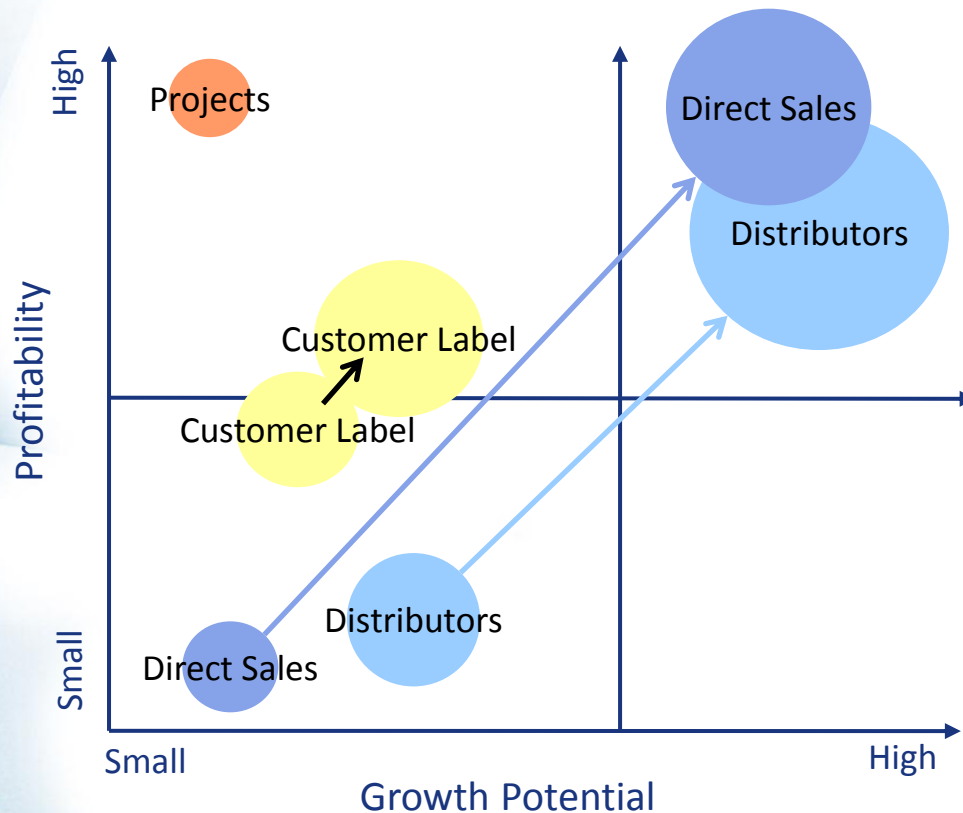 High
Projects
Direct Sales
Distributors
Customer Label
Profitability
Customer Label
Distributors
Direct Sales
Small
Small
High
Growth Potential